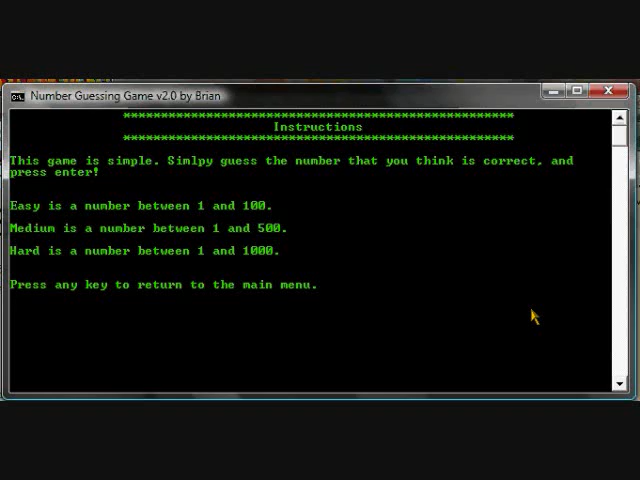 Number Guessing Game v2.0 by Brian
****************************************************
Instructions
****************************************************
This game is simple. Simlpy guess the number that you think is correct, and
press enter!
Easy is a number between 1 and 100.
Medium is a number between 1 and 500.
Hard is a number between 1 and 1000.
Press any key to return to the main menu.